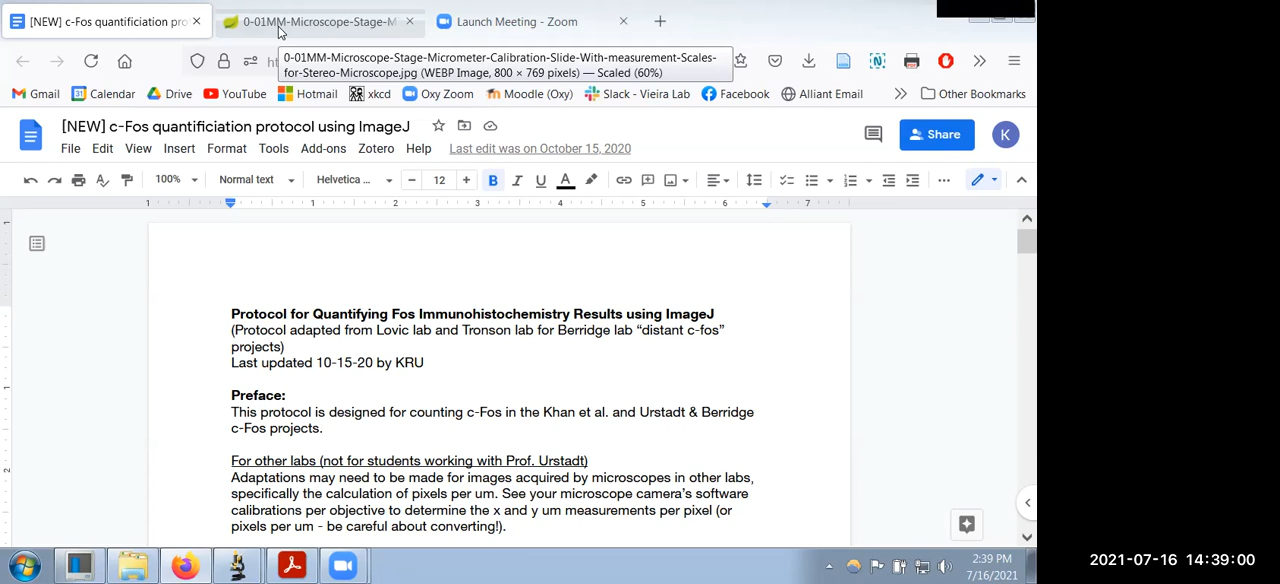 [NEW] c-Fos quantificiation pro
0-01MM-Microscope-Stage-M
Launch Meeting - Zoom
0-01MM-Microscope-Stage-Micrometer-Calibration-Slide-With-measurement-Scales-
for-Stereo-Microscope.jpg (WEBP Image, 800 × 769 pixels) — Scaled (60%)
Gmail Calendar Drive YouTube Hotmail xkcd Oxy Zoom Moodle (Oxy) Slack - Vieira Lab Facebook Alliant Email Other Bookmarks
[NEW] c-Fos quantificiation protocol using ImageJ
Share
K
File Edit View Insert Format Tools Add-ons Zotero Help Last edit was on October 15, 2020
100% Normal text Helvetica ... 12 B I U A
1 1 2 3 4 5 6 7
Protocol for Quantifying Fos Immunohistochemistry Results using ImageJ
(Protocol adapted from Lovic lab and Tronson lab for Berridge lab “distant c-fos”
projects)
Last updated 10-15-20 by KRU
Preface:
This protocol is designed for counting c-Fos in the Khan et al. and Urstadt & Berridge
c-Fos projects.
For other labs (not for students working with Prof. Urstadt)
Adaptations may need to be made for images acquired by microscopes in other labs,
specifically the calculation of pixels per um. See your microscope camera’s software
calibrations per objective to determine the x and y um measurements per pixel (or
pixels per um - be careful about converting!).
2:39 PM
7/16/2021
2021-07-16 14:39:00